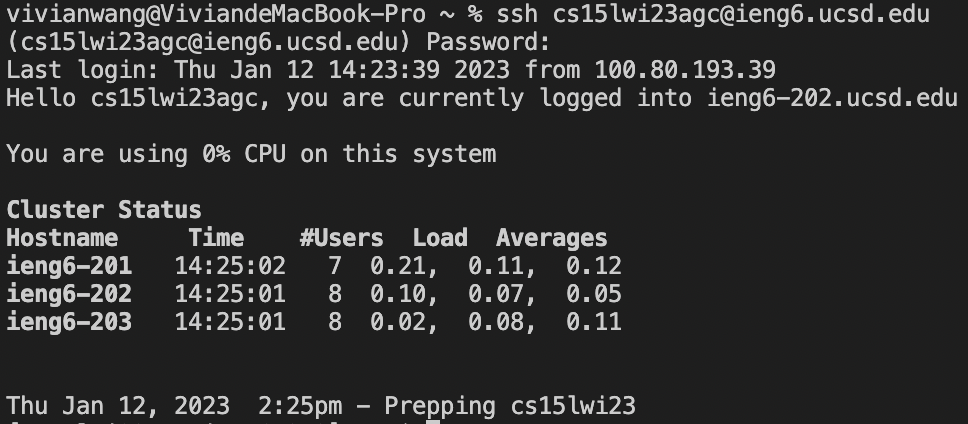 vivianwang@ViviandeMacBook-Pro ~ % ssh cs15lwi23agc@ieng6.ucsd.edu
(cs15lwi23agc@ieng6.ucsd.edu) Password:
Last login: Thu Jan 12 14:23:39 2023 from 100.80.193.39
Hello cs15lwi23agc, you are currently logged into ieng6-202.ucsd.edu
You are using 0% CPU on this system
Cluster Status
Hostname     Time    #Users  Load  Averages
ieng6-201   14:25:02   7  0.21,  0.11,  0.12
ieng6-202   14:25:01   8  0.10,  0.07,  0.05
ieng6-203   14:25:01   8  0.02,  0.08,  0.11
Thu Jan 12, 2023  2:25pm - Prepping cs15lwi23